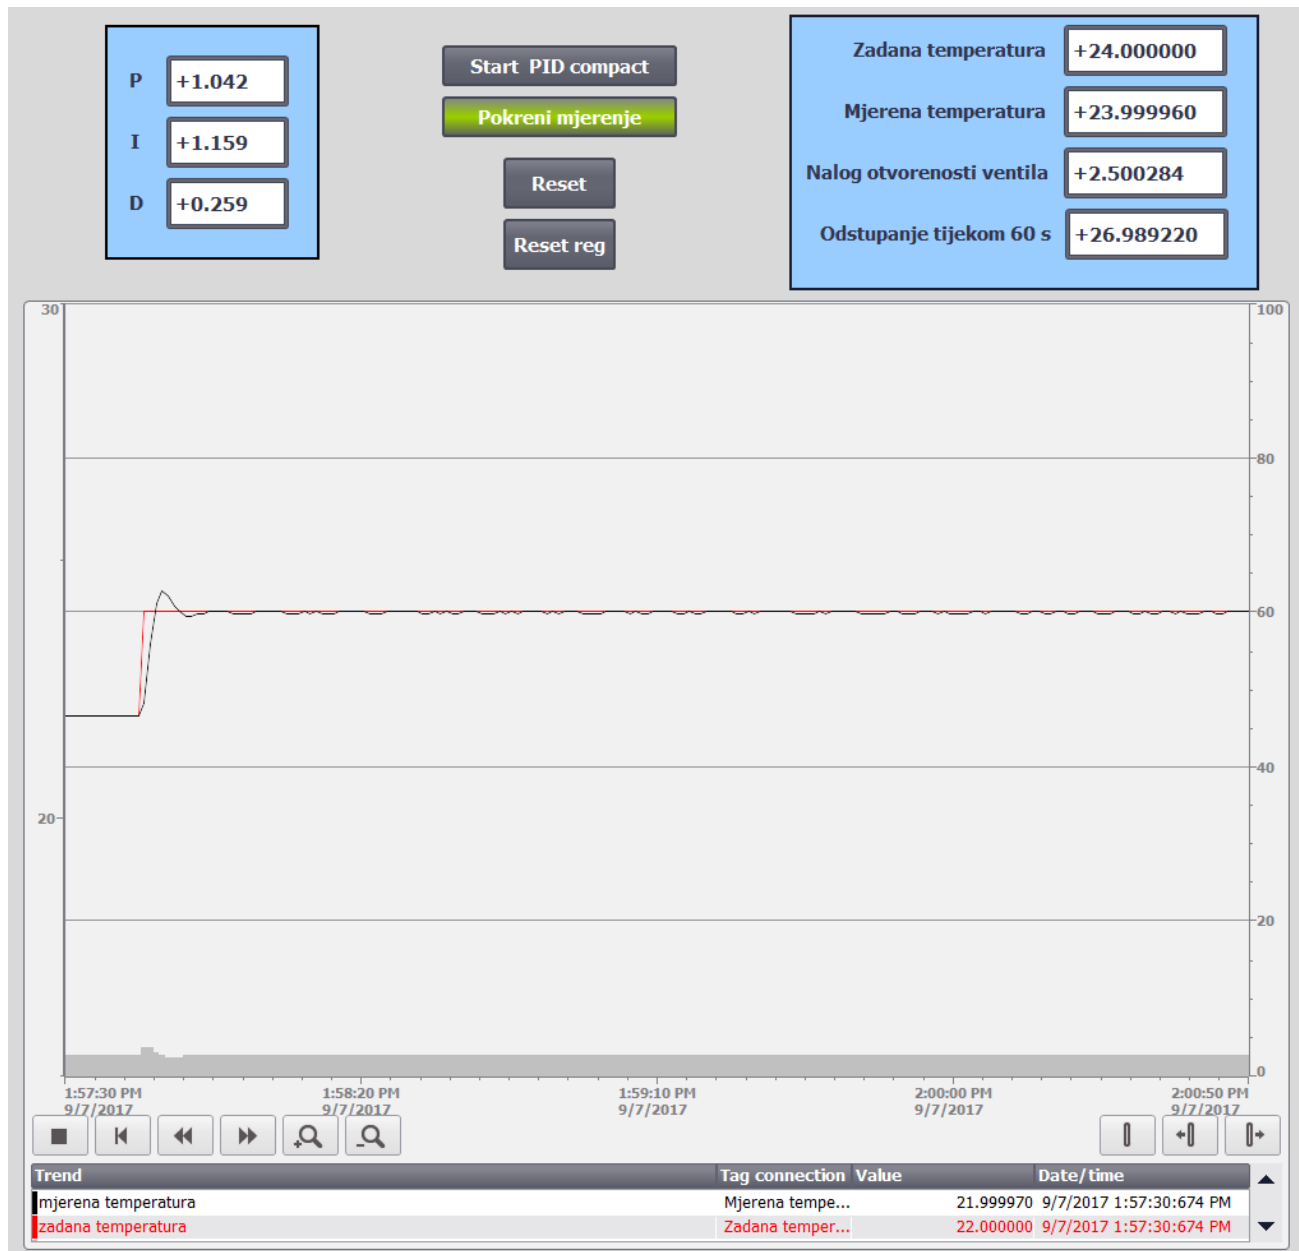 P +1.042
I +1.159
D +0.259
Start PID compact
Pokreni mjerenje
Reset
Reset reg
Zadana temperatura +24.000000
Mjerena temperatura +23.999960
Nalog otvorenosti ventila +2.500284
Odstupanje tijekom 60 s +26.989220
30
20
100
80
60
40
20
0
1:57:30 PM 1:58:20 PM 1:59:10 PM 2:00:00 PM 2:00:50 PM
9/7/2017 9/7/2017 9/7/2017 9/7/2017 9/7/2017
Trend Tag connection Value Date/time
mjerena temperatura Mjerena tempe... 21.999970 9/7/2017 1:57:30:674 PM
zadana temperatura Zadana temper... 22.000000 9/7/2017 1:57:30:674 PM